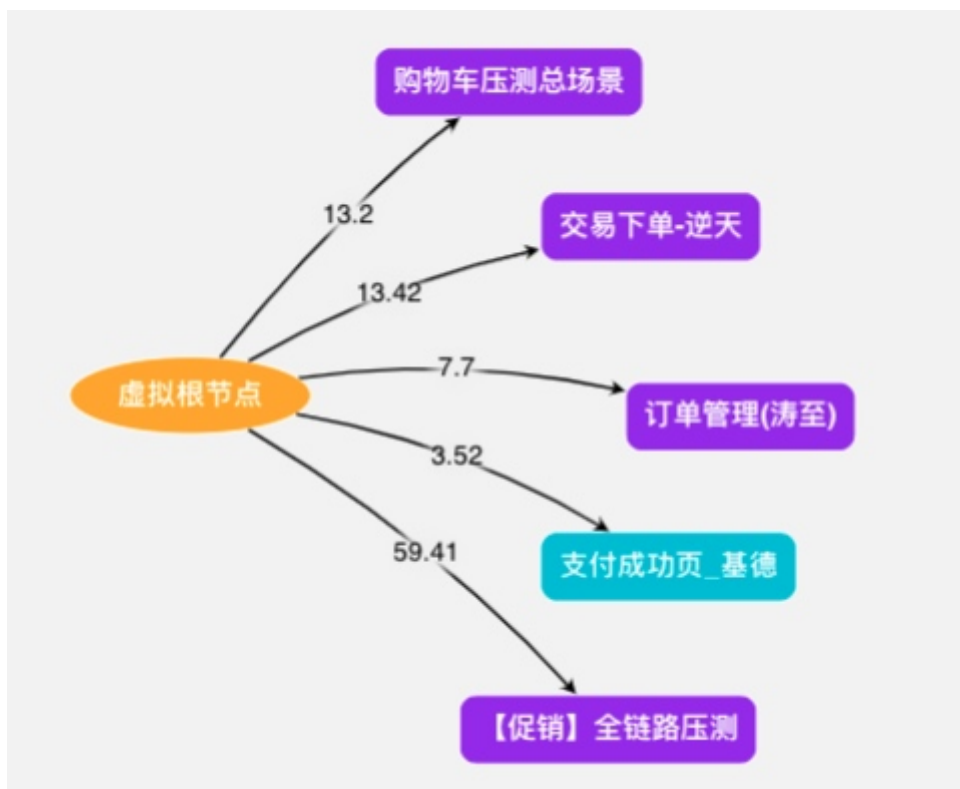 购物车压测总场景
13.2
交易下单-逆天
13.42
7.7
虚拟根节点
订单管理(涛至)
3.52
支付成功页_基德
59.41
【促销】全链路压测